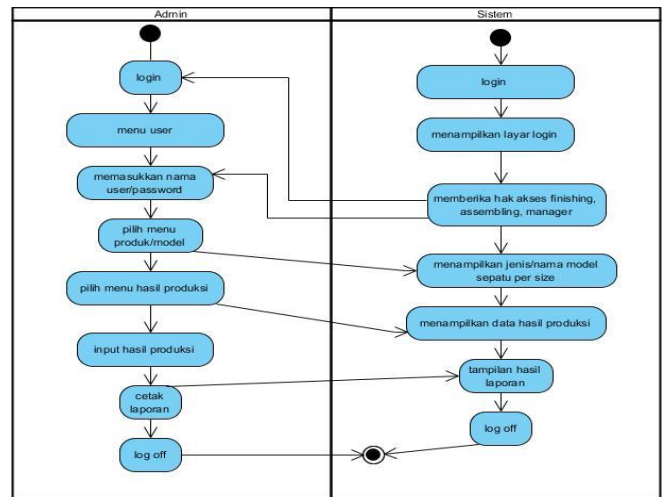 Admin
Sistem
login
menu user
memasukkan nama
user/password
pilih menu
produk/model
pilih menu hasil produksi
input hasil produksi
cetak
laporan
log off
login
menampilkan layar login
memberika hak akses finishing,
assembling, manager
menampilkan jenis/nama model
sepatu per size
menampilkan data hasil produksi
tampilan hasil
laporan
log off